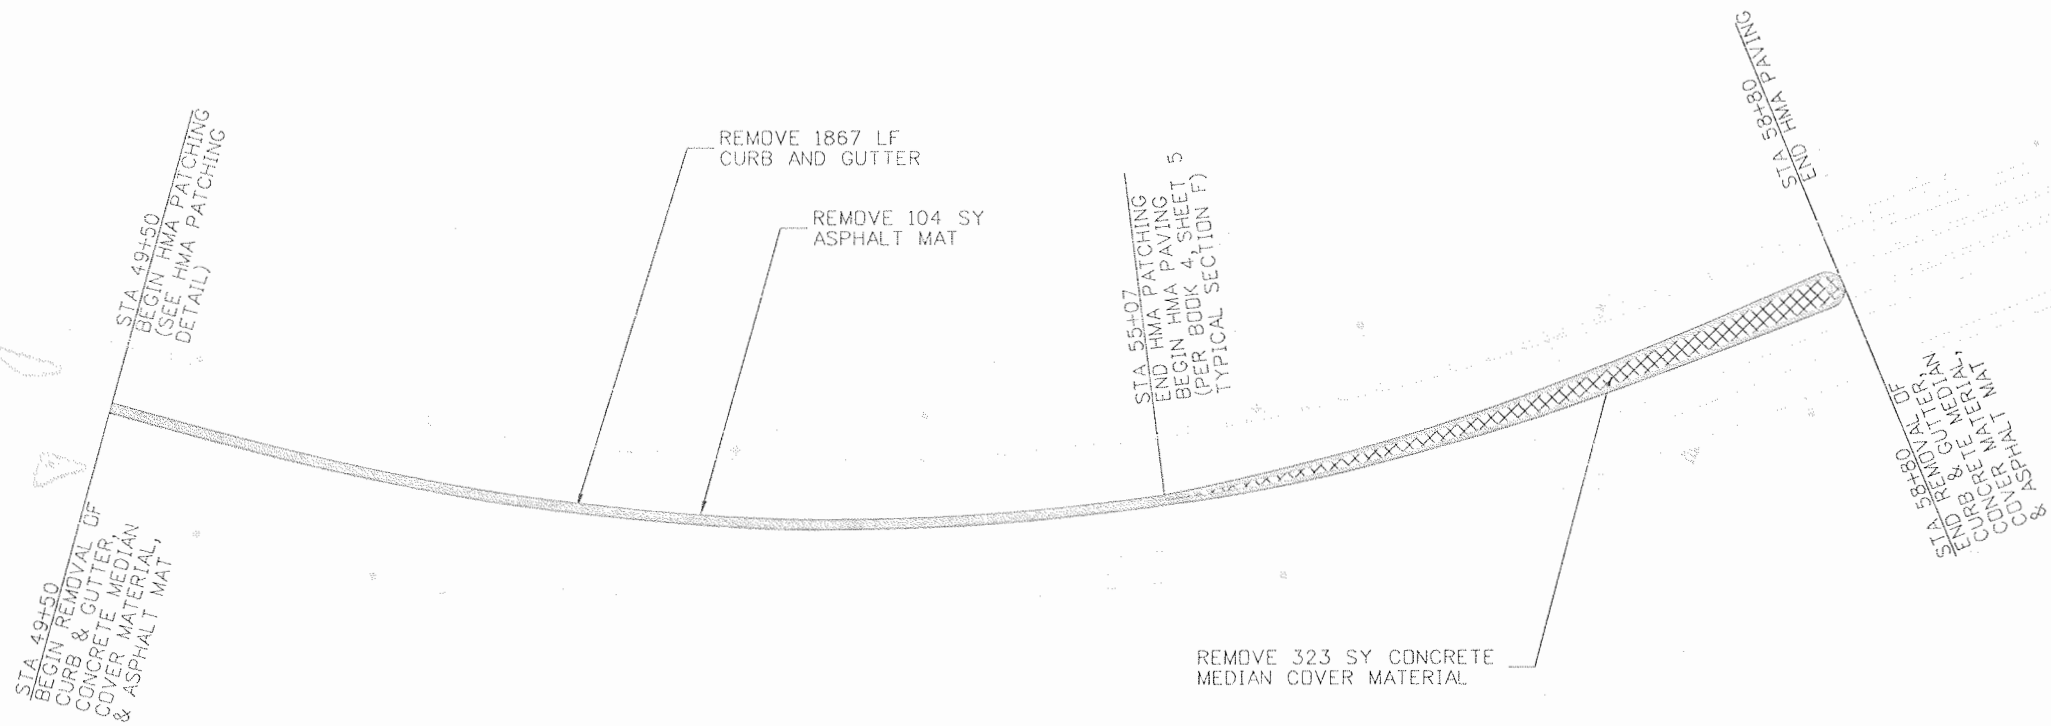 STA 49+50
BEGIN HMA PATCHING
(SEE HMA PATCHING
DETAIL)
STA 49+50
BEGIN REMOVAL OF
CURB & GUTTER,
CONCRETE MEDIAN
COVER MATERIAL,
& ASPHALT MAT
REMOVE 1867 LF
CURB AND GUTTER
REMOVE 104 SY
ASPHALT MAT
STA 55+07
END HMA PATCHING
BEGIN HMA PAVING
(PER BOOK 4, SHEET 5
TYPICAL SECTION F)
REMOVE 323 SY CONCRETE
MEDIAN COVER MATERIAL
STA 58+80
END HMA PAVING
STA 58+80
END REMOVAL OF
CURB & GUTTER,
CONCRETE MEDIAN
COVER MATERIAL,
& ASPHALT MAT